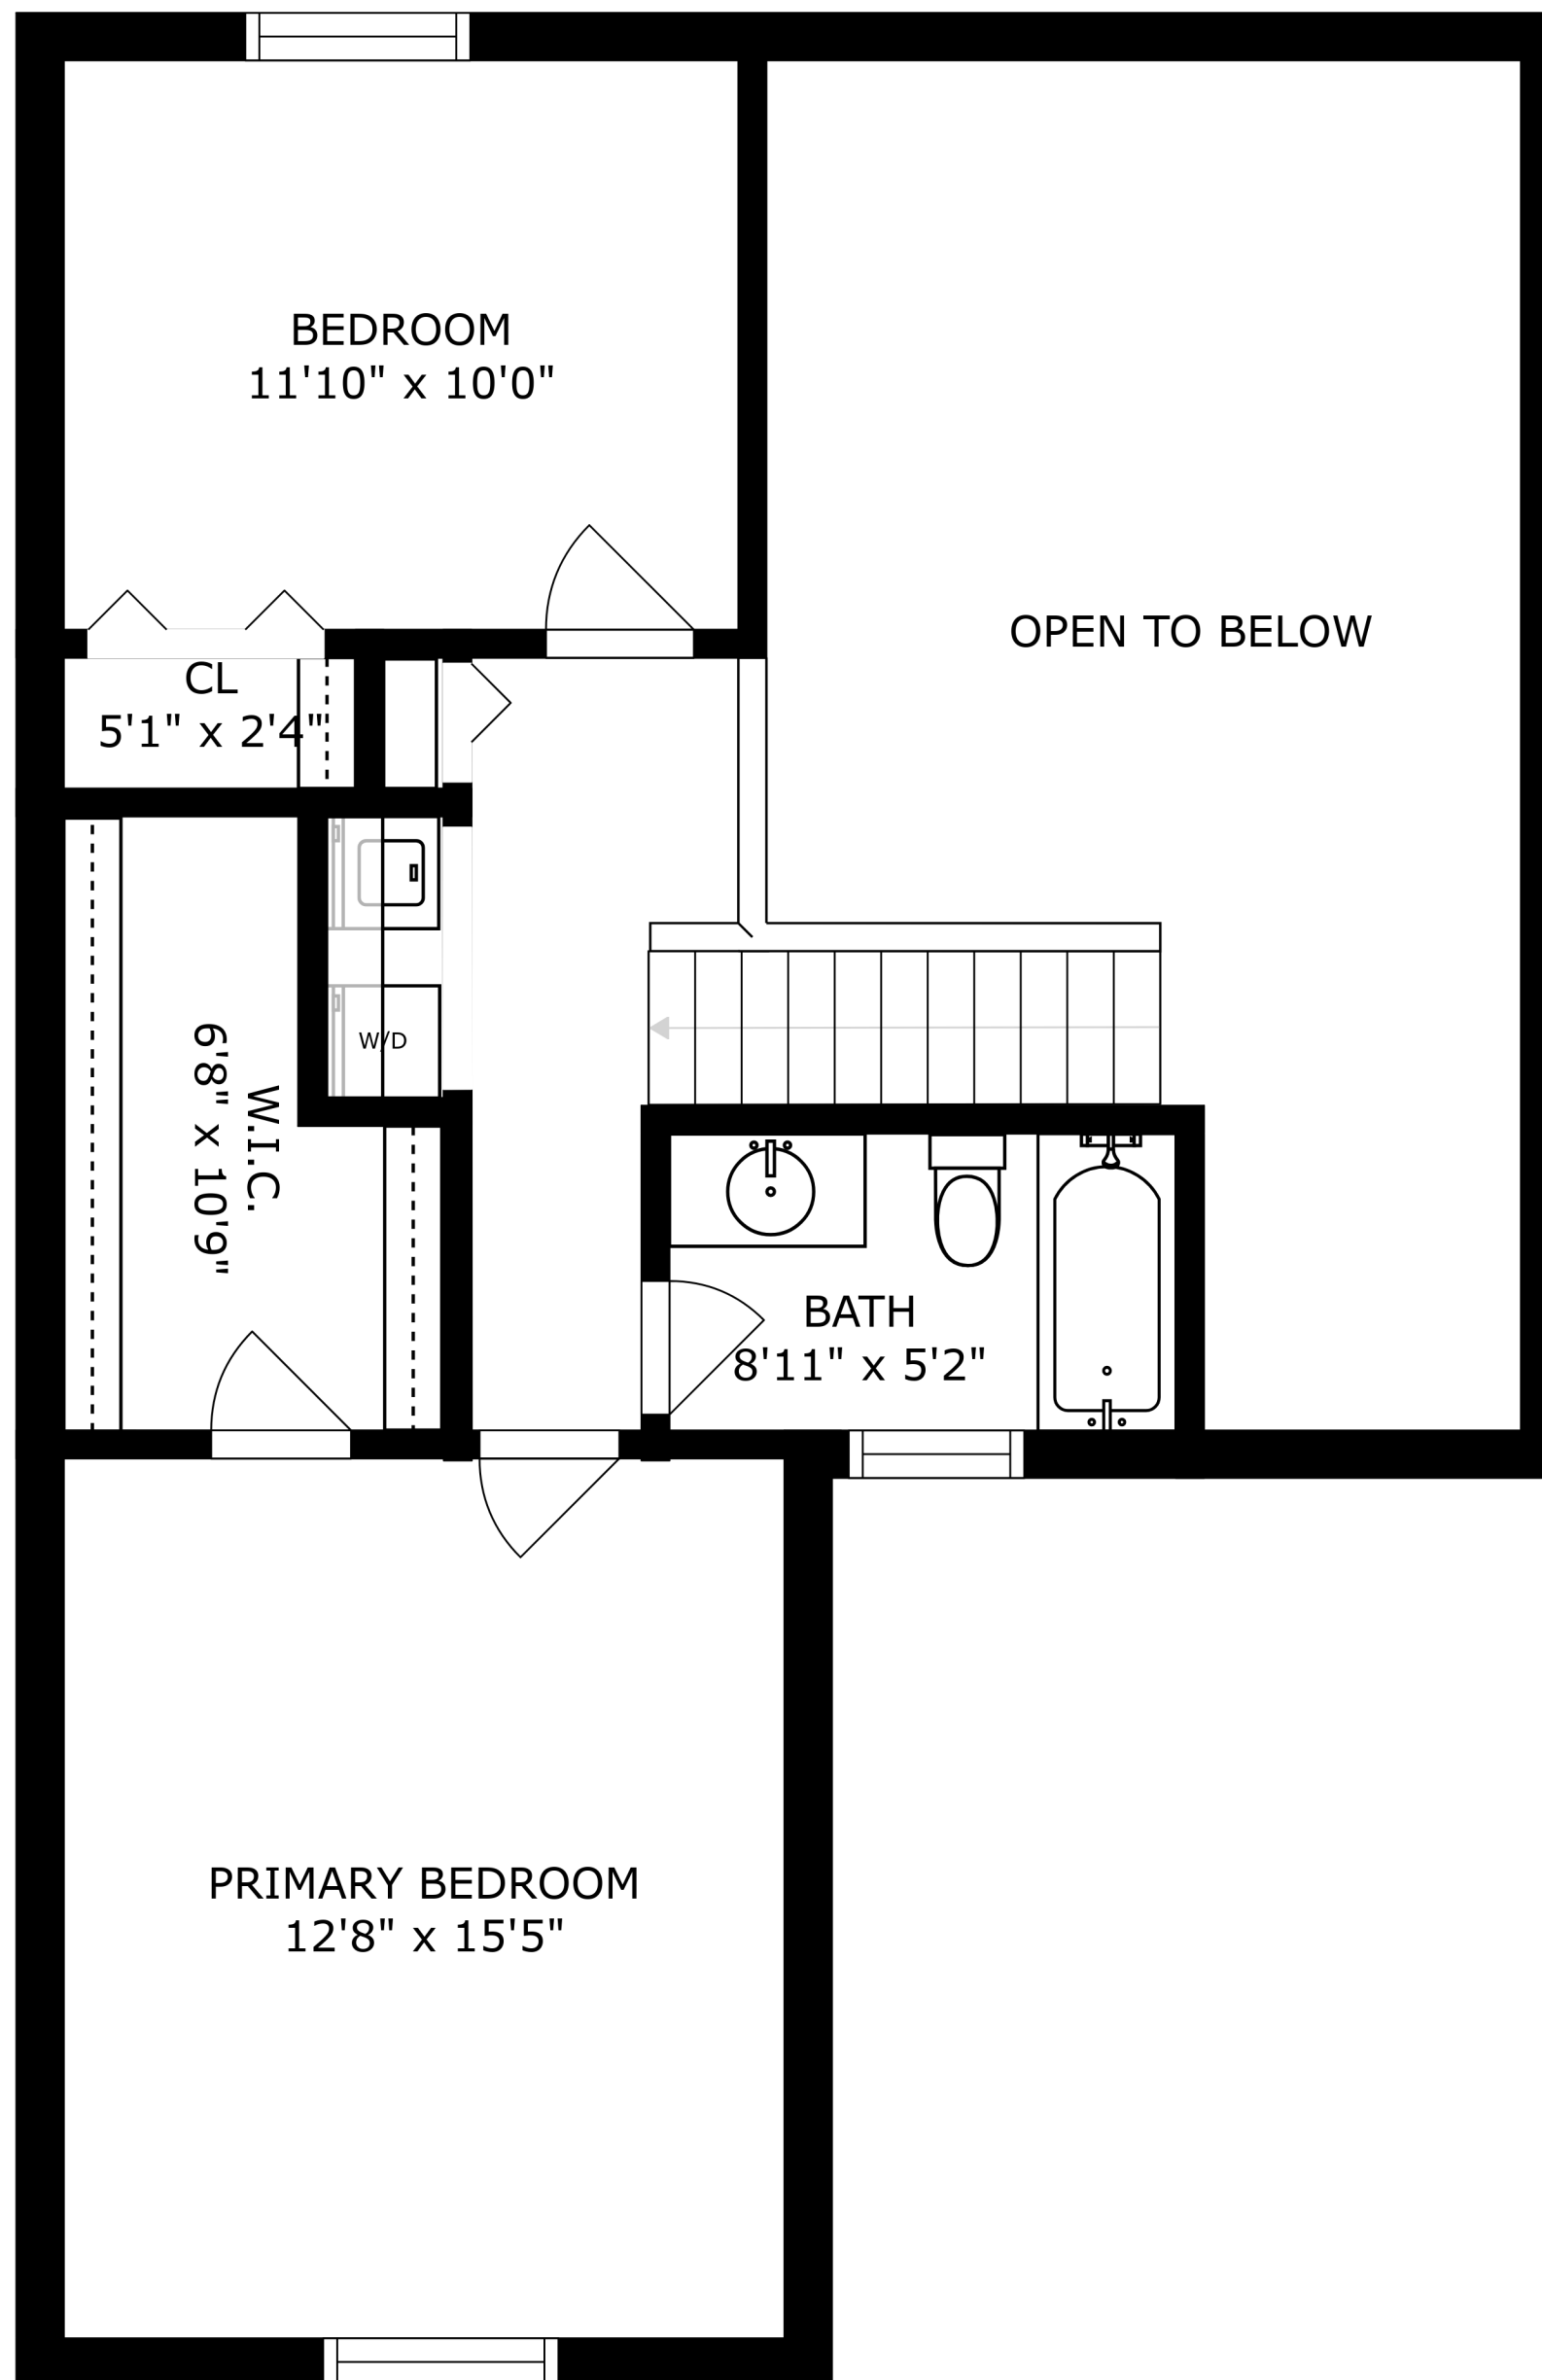 BEDROOM
11'10" x 10'0"
OPEN TO BELOW
CL
5'1" x 2'4"
W/D
W.I.C.
6'8" x 10'9"
BATH
8'11" x 5'2"
PRIMARY BEDROOM
12'8" x 15'5"